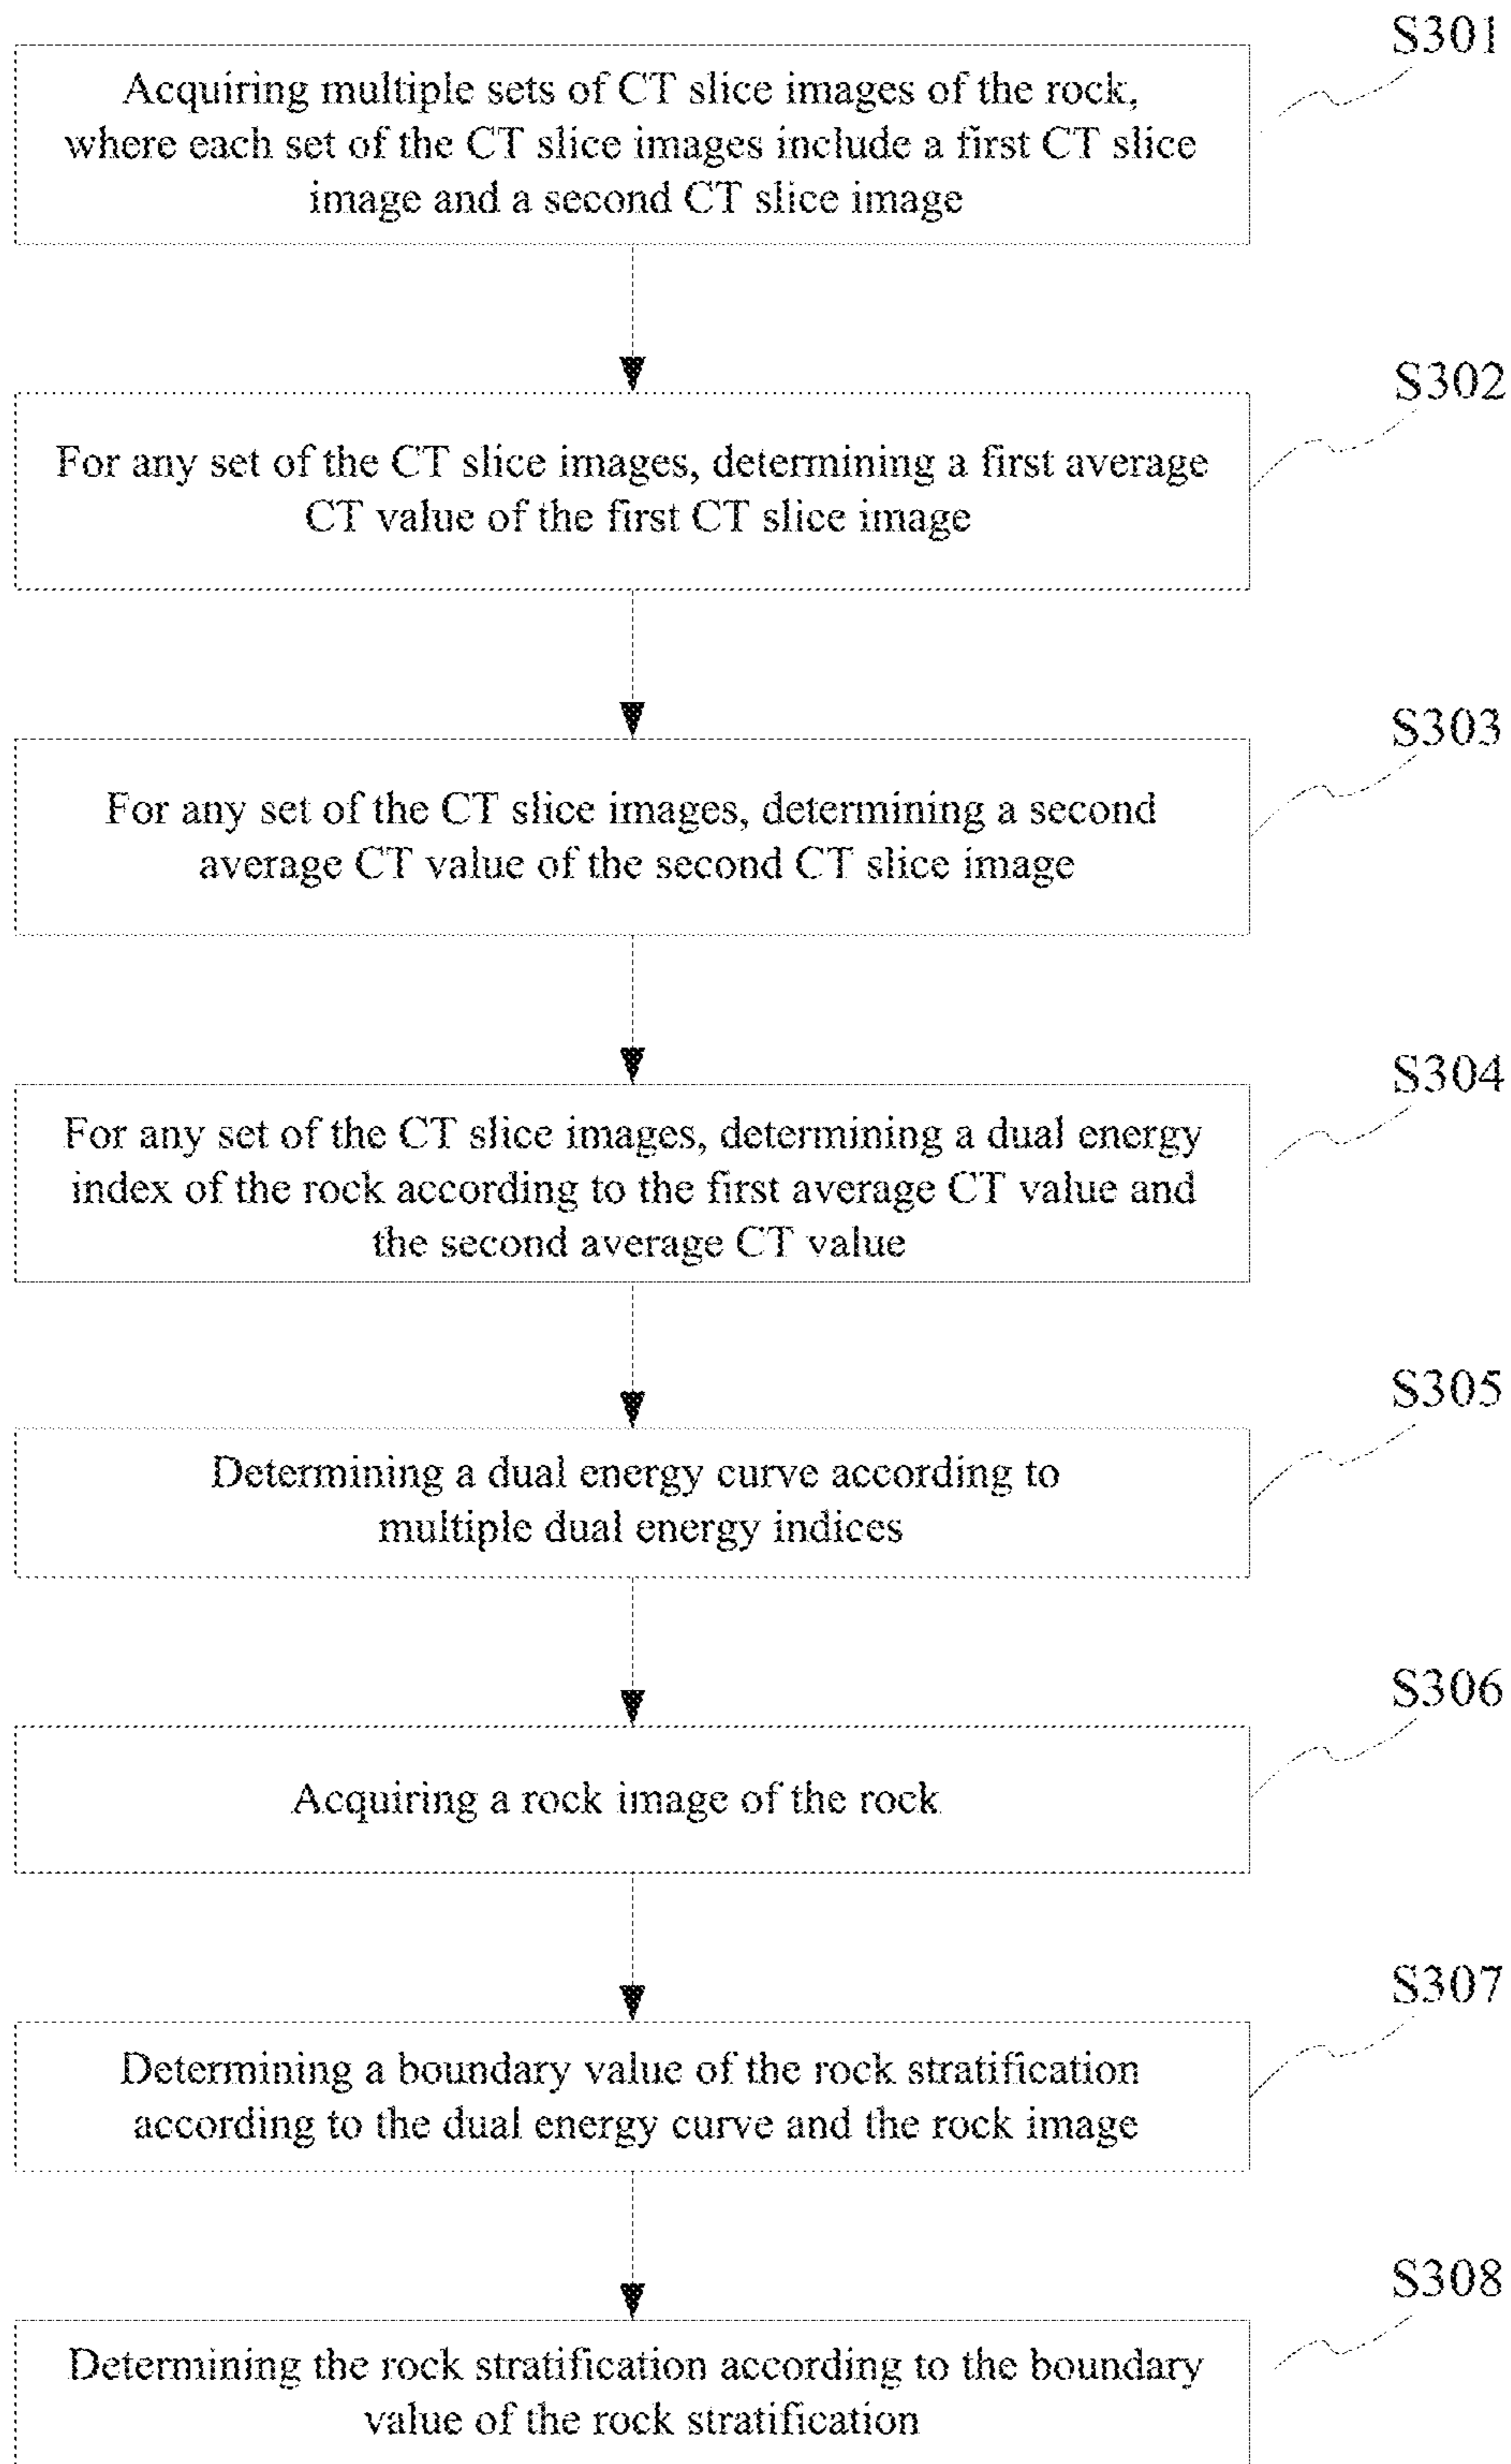 S301
Acquiring multiple sets of CT slice images of the rock,
where each set of the CT slice images include a first CT slice
image and a second CT slice image
S302
For any set of the CT slice images, determining a first average
CT value of the first CT slice image
S303
For any set of the CT slice images, determining a second
average CT value of the second CT slice image
S304
For any set of the CT slice images, determining a dual energy
index of the rock according to the first average CT value and
the second average CT value
S305
Determining a dual energy curve according to
multiple dual energy indices
S306
Acquiring a rock image of the rock
S307
Determining a boundary value of the rock stratification
according to the dual energy curve and the rock image
S308
Determining the rock stratification according to the boundary
value of the rock stratification